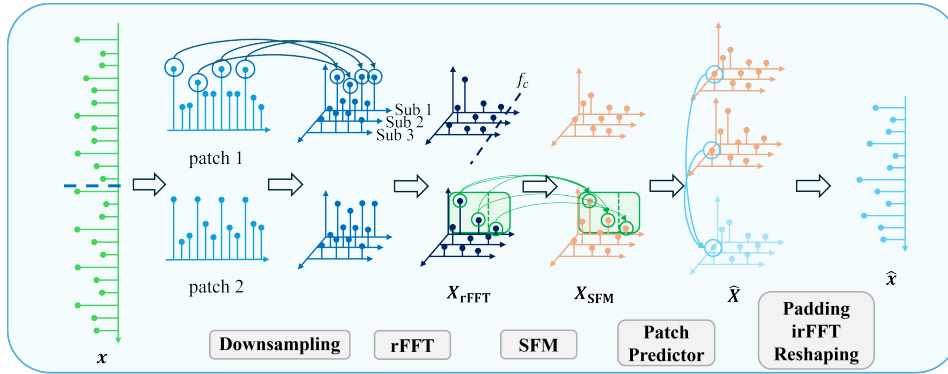 f_c
Sub 1
Sub 2
Sub 3
patch 1
patch 2
x
X_rFFT
X_SFM
X̂
x̂
Downsampling
rFFT
SFM
Patch
Predictor
Padding
irFFT
Reshaping